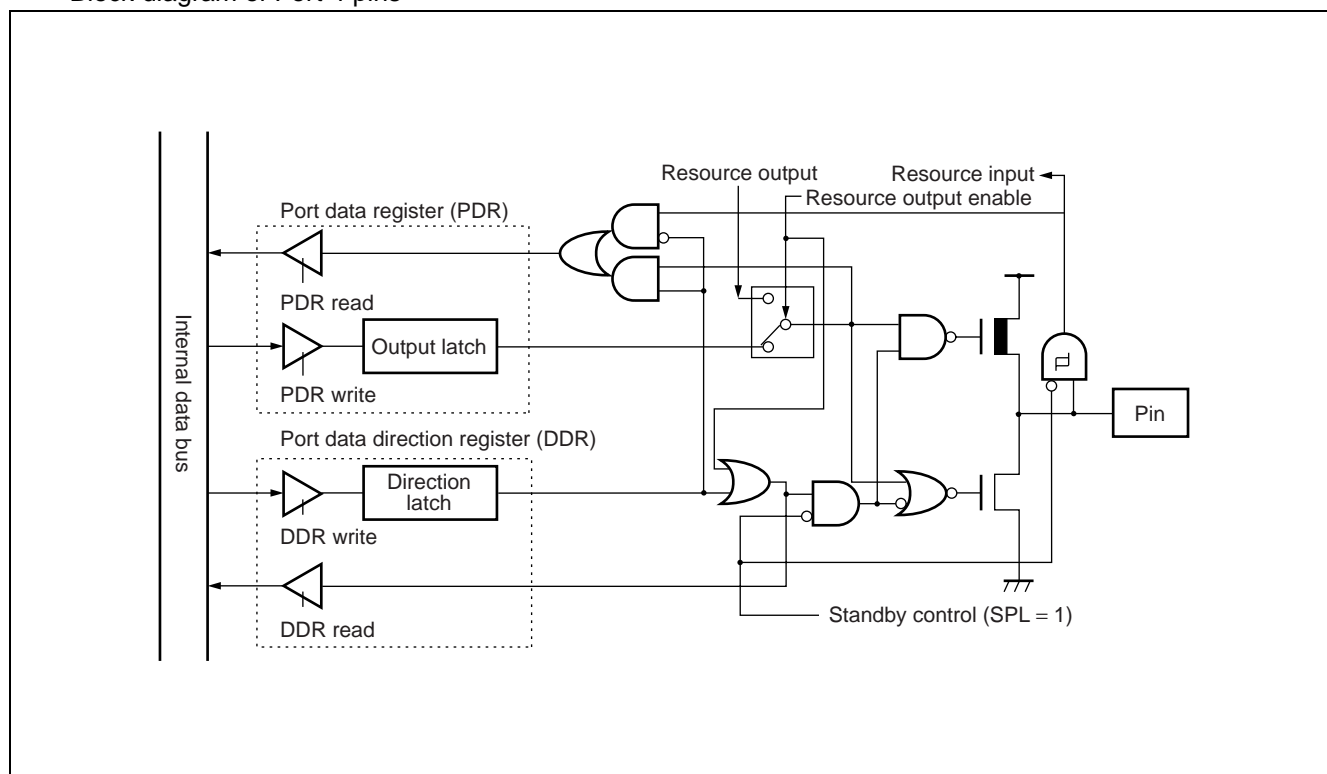 Block diagram of Port pins
Resource output
Resource input
Resource output enable
Port data register (PDR)
PDR read
Output latch
PDR write
Internal data bus
Pin
Port data direction register (DDR)
Direction
latch
DDR write
DDR read
Standby control (SPL = 1)